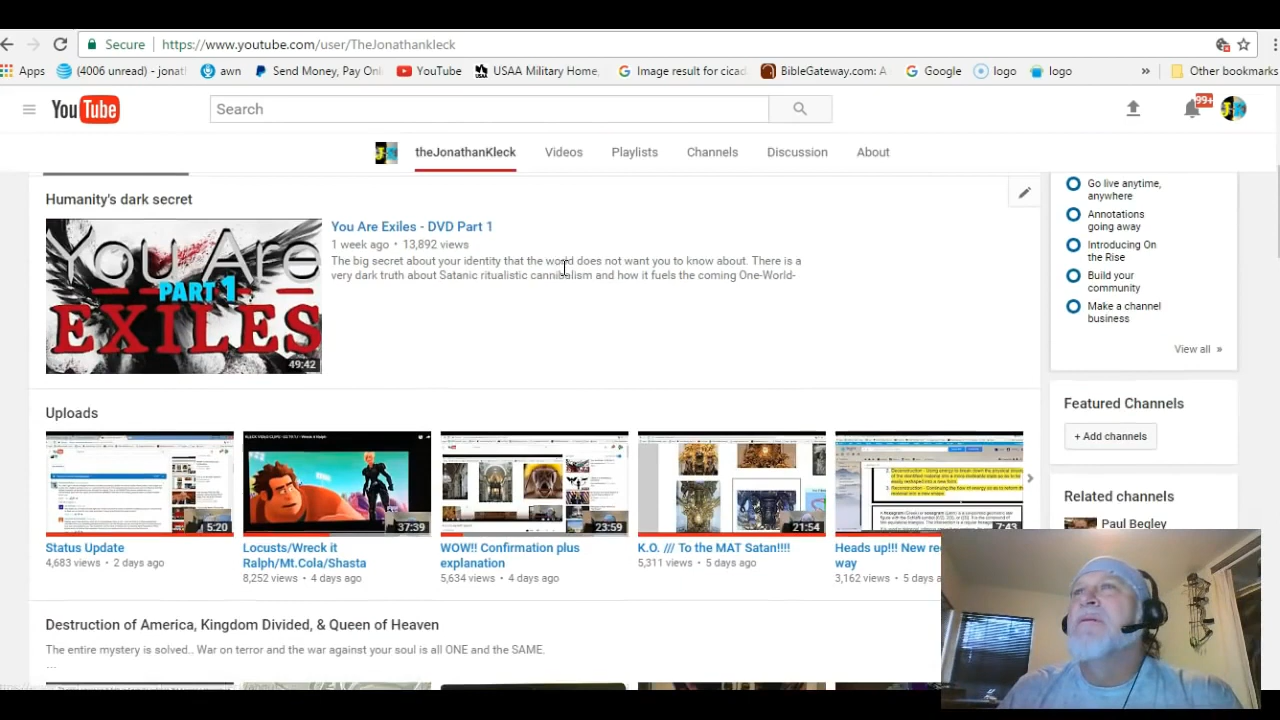 Secure
https://www.youtube.com/user/TheJonathankleck
Apps
(4006 unread) - jonatl
awn
Send Money, Pay Onli
YouTube
USAA Military Home,
Image result for cicad
BibleGateway.com: A
Google
logo
logo
»
Other bookmarks
YouTube
Search
99+
theJonathanKleck
Videos
Playlists
Channels
Discussion
About
Humanity's dark secret
You Are
PART 1
EXILES
49:42
You Are Exiles - DVD Part 1
1 week ago • 13,892 views
The big secret about your identity that the word does not want you to know about. There is a
very dark truth about Satanic ritualistic cannibalism and how it fuels the coming One-World-
Go live anytime,
anywhere
Annotations
going away
Introducing On
the Rise
Build your
community
Make a channel
business
View all »
Featured Channels
+ Add channels
Related channels
Paul Begley
Uploads
15:20
Status Update
4,683 views • 2 days ago
37:39
Locusts/Wreck it
Ralph/Mt.Cola/Shasta
8,252 views • 4 days ago
23:59
WOW!! Confirmation plus
explanation
5,634 views • 4 days ago
21:54
K.O. /// To the MAT Satan!!!!
5,311 views • 5 days ago
7:43
Heads up!!! New re
way
3,162 views • 5 days a
Destruction of America, Kingdom Divided, & Queen of Heaven
The entire mystery is solved.. War on terror and the war against your soul is all ONE and the SAME.
...